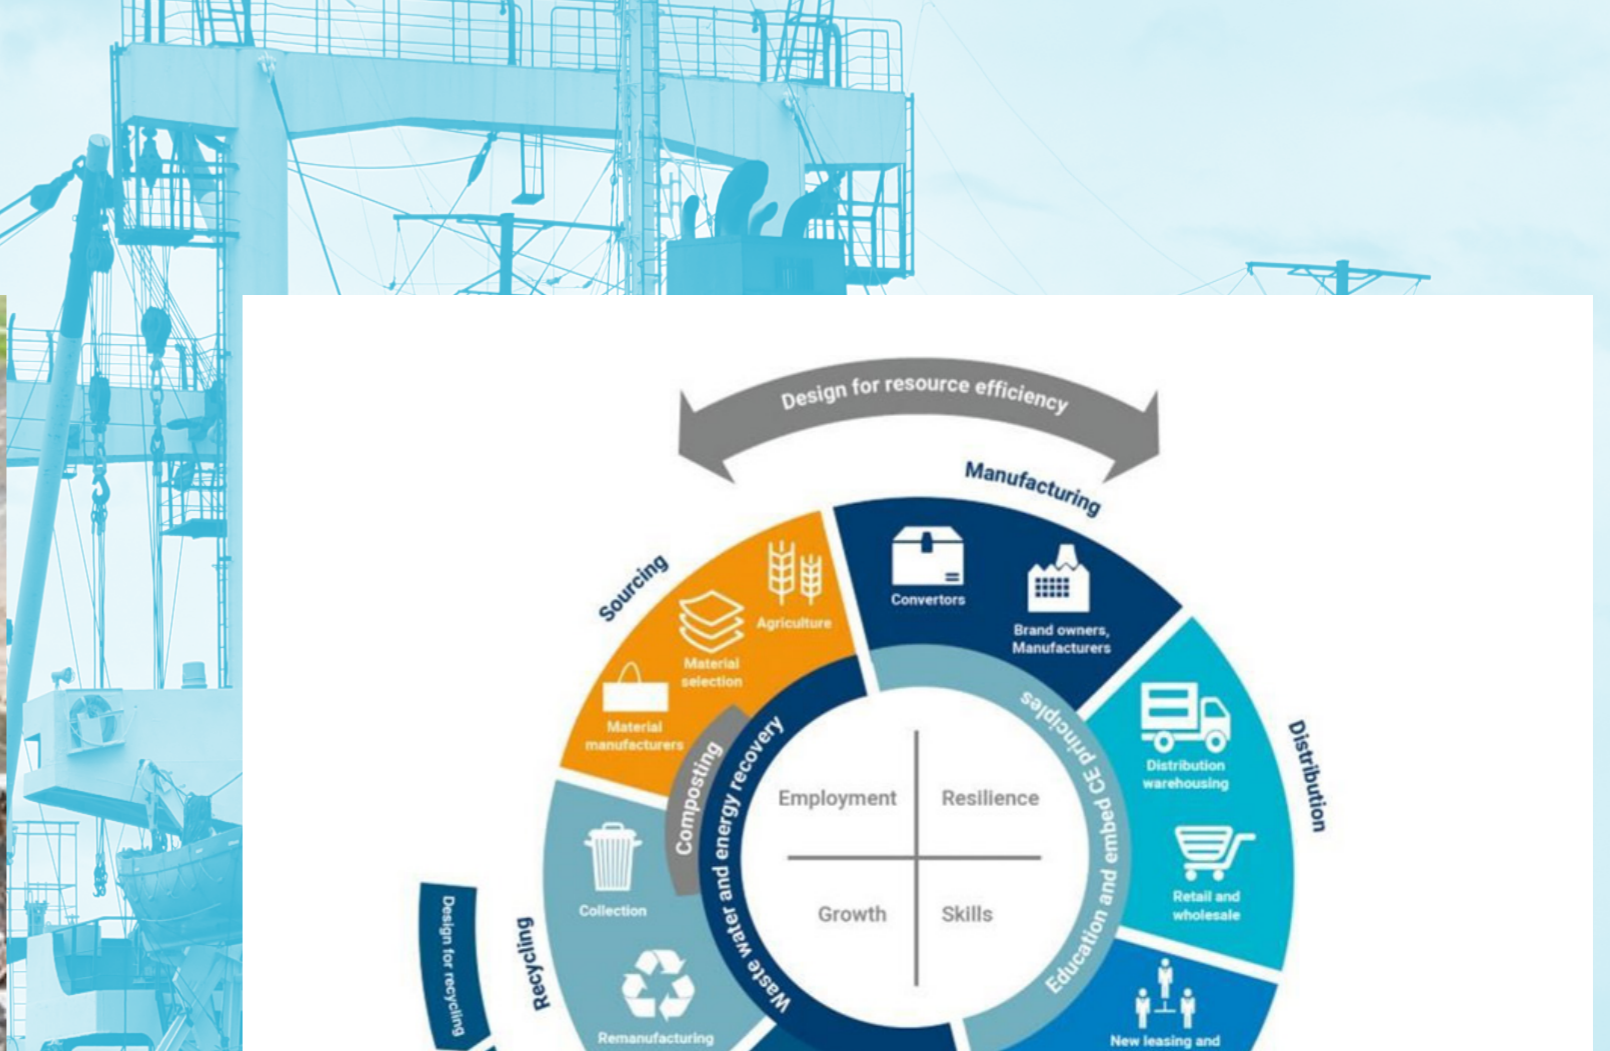 Design for resource efficiency
Manufacturing
Sourcing
Convertors
Brand owners,
Manufacturers
Agriculture
Material
selection
Material
manufacturers
Composting
Waste water and energy recovery
Education and embed CE principles
Distribution
Distribution
warehousing
Retail and
wholesale
Employment
Resilience
Growth
Skills
Collection
Recycling
Design for recycling
Remanufacturing
New leasing and